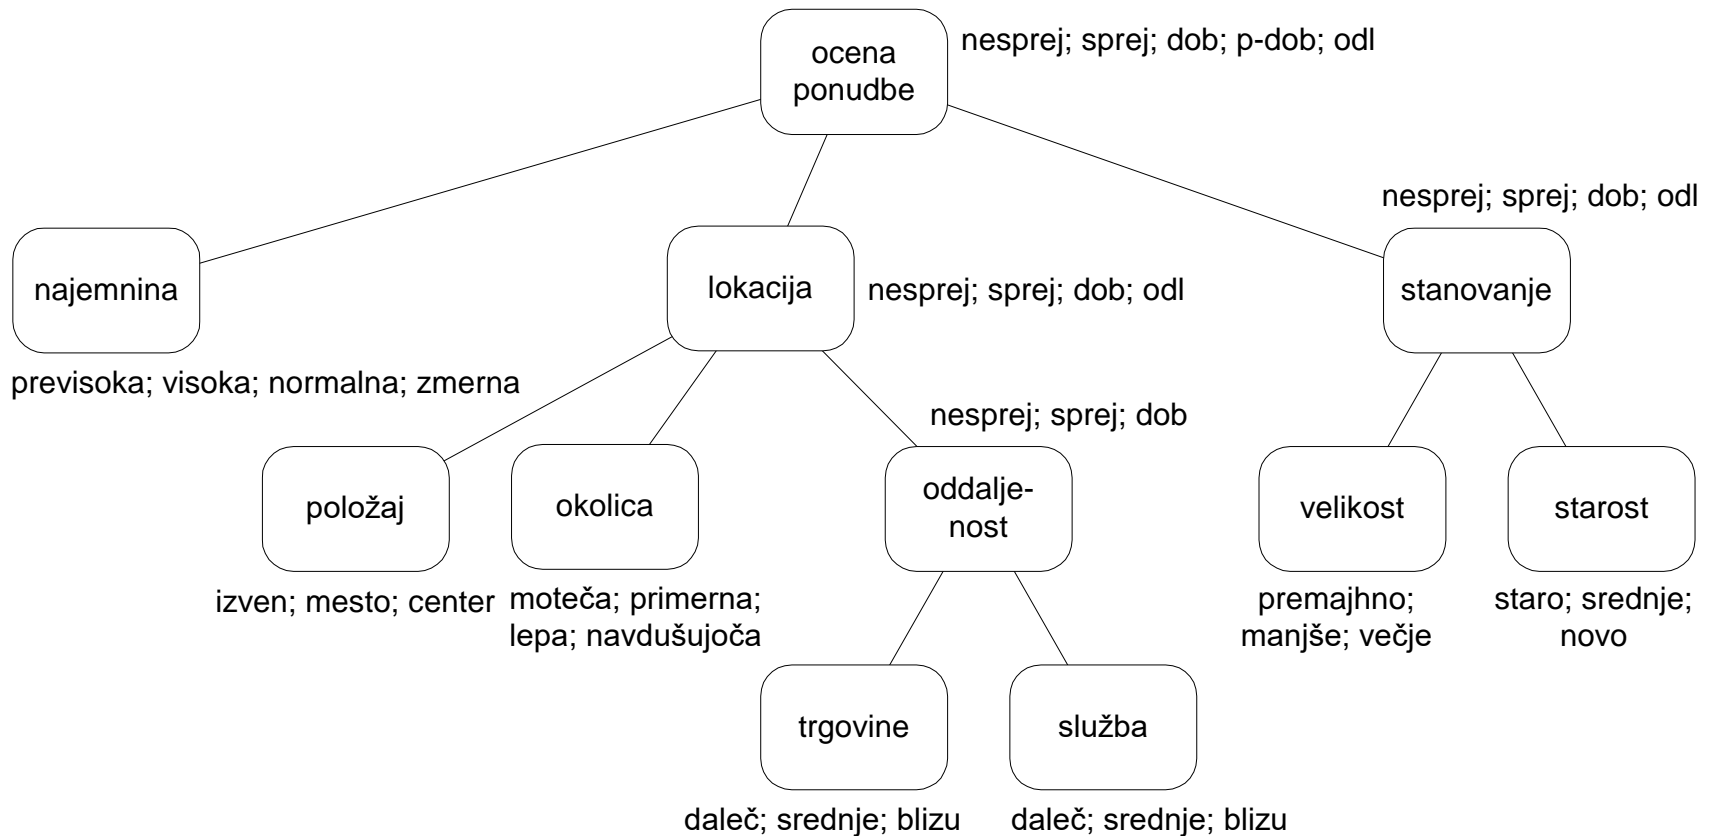 ocena
ponudbe
nesprej; sprej; dob; p-dob; odl
nesprej; sprej; dob; odl
najemnina
lokacija
nesprej; sprej; dob; odl
stanovanje
previsoka; visoka; normalna; zmerna
nesprej; sprej; dob
položaj
okolica
oddalje-
nost
velikost
starost
izven; mesto; center
moteča; primerna;
lepa; navdušujoča
premajhno;
manjše; večje
staro; srednje;
novo
trgovine
služba
daleč; srednje; blizu
daleč; srednje; blizu